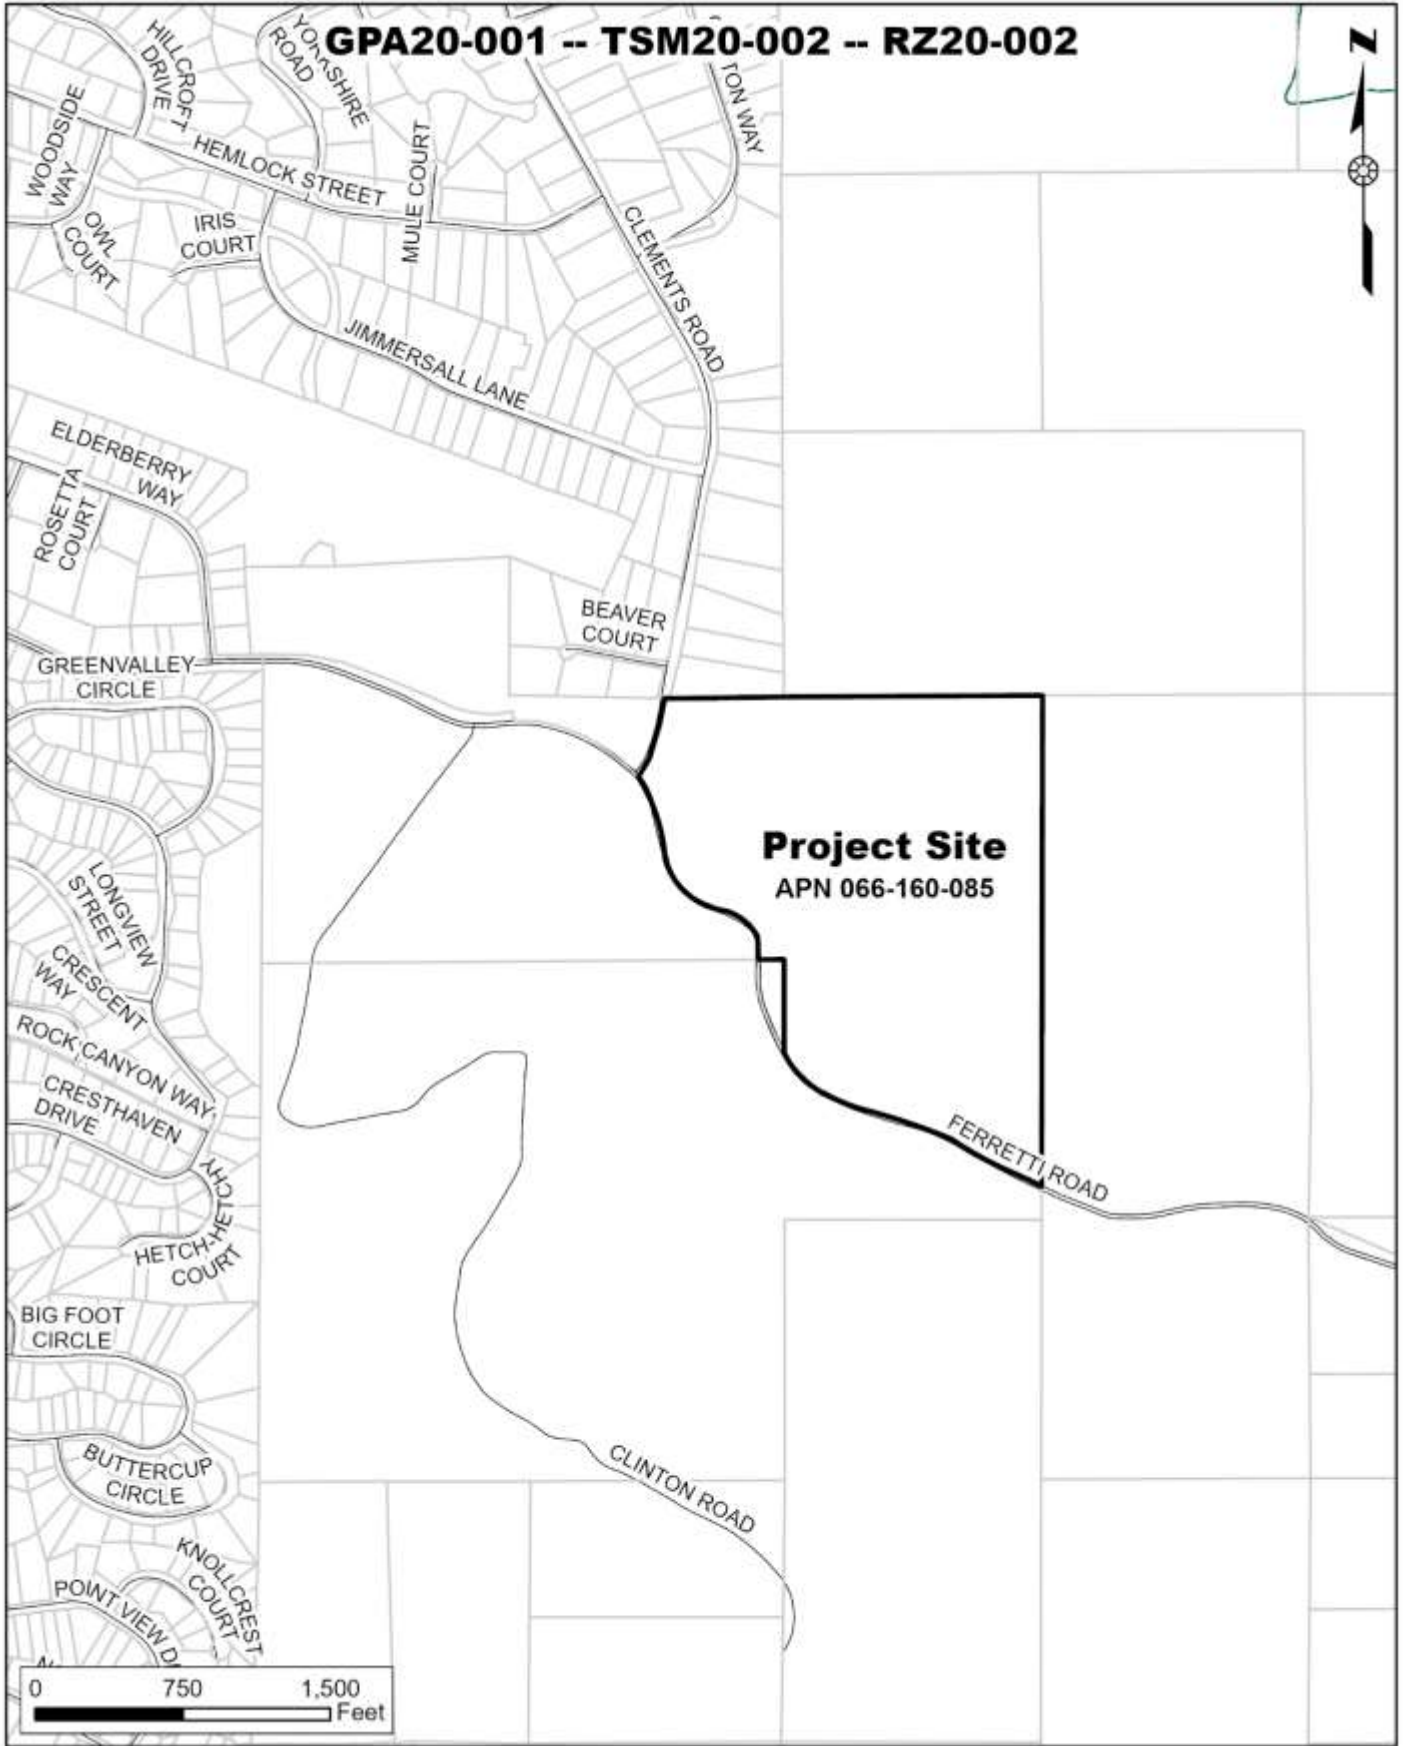 GPA20-001 -- TSM20-002 -- RZ20-002
N
HILLCROFT
DRIVE
YORKSHIRE
ROAD
TON WAY
WOODSIDE
WAY
HEMLOCK STREET
MULE COURT
OWL
COURT
IRIS
COURT
CLEMENTS ROAD
JIMMERSALL LANE
ELDERBERRY
WAY
ROSETTA
COURT
BEAVER
COURT
GREENVALLEY
CIRCLE
Project Site
APN 066-160-085
LONGVIEW
STREET
CRESCENT
WAY
ROCK CANYON WAY
CRESTHAVEN
DRIVE
FERRETTI ROAD
HETCH-HETCHY
COURT
BIG FOOT
CIRCLE
BUTTERCUP
CIRCLE
CLINTON ROAD
KNOLLCREST
COURT
POINT VIEW D
0 750 1,500
Feet